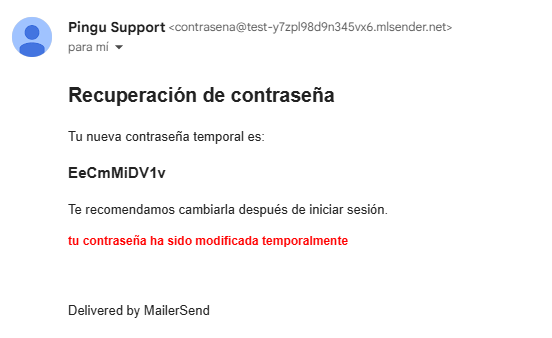 Pingu Support <contrasena@test-y7zpl98d9n345vx6.mlsender.net>
para mí
Recuperación de contraseña
Tu nueva contraseña temporal es:
EeCmMiDV1v
Te recomendamos cambiarla después de iniciar sesión.
tu contraseña ha sido modificada temporalmente
Delivered by MailerSend